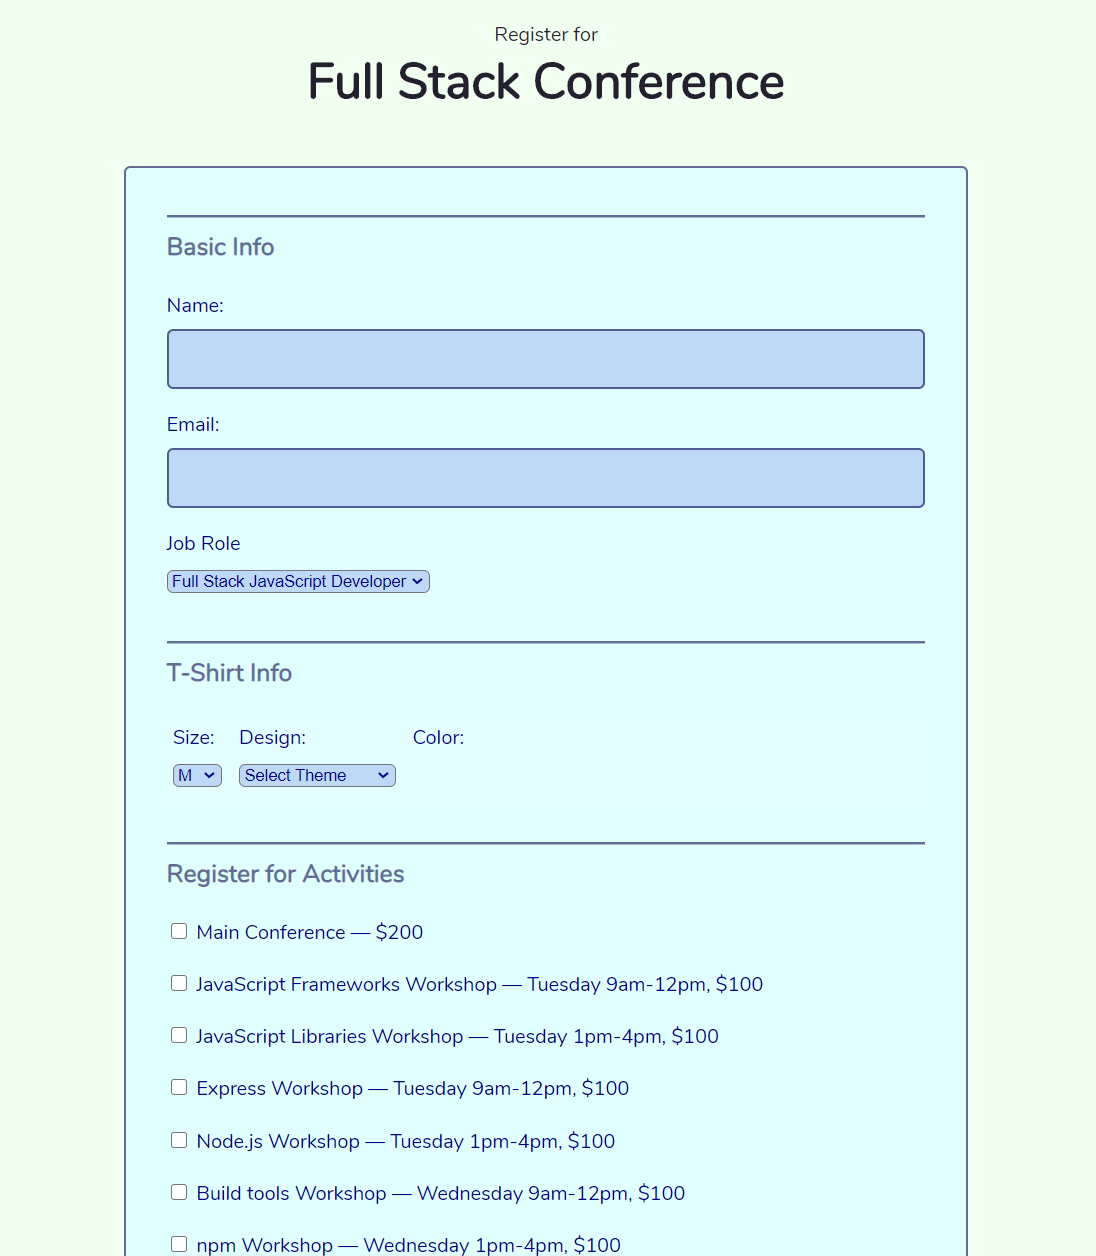 Register for
Full Stack Conference
Basic Info
Name:
Email:
Job Role
Full Stack JavaScript Developer
T-Shirt Info
Size: Design: Color:
M Select Theme
Register for Activities
Main Conference — $200
JavaScript Frameworks Workshop — Tuesday 9am-12pm, $100
JavaScript Libraries Workshop — Tuesday 1pm-4pm, $100
Express Workshop — Tuesday 9am-12pm, $100
Node.js Workshop — Tuesday 1pm-4pm, $100
Build tools Workshop — Wednesday 9am-12pm, $100
npm Workshop — Wednesday 1pm-4pm, $100